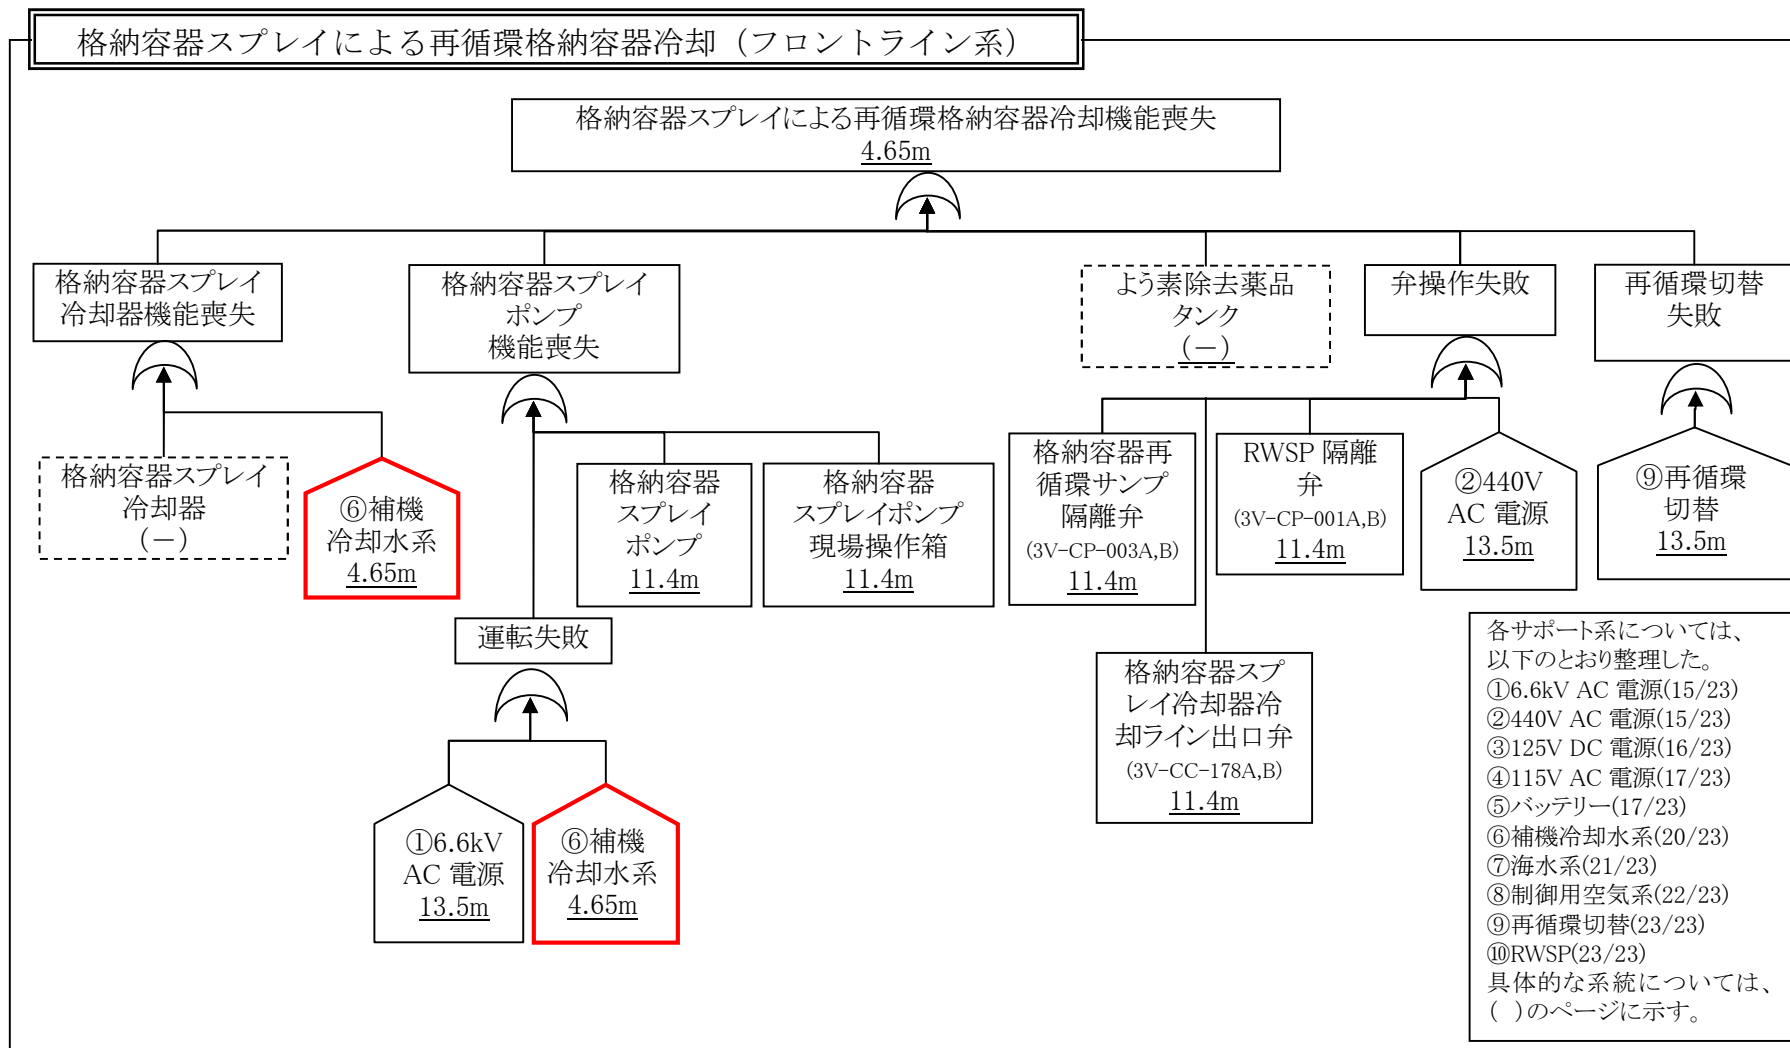 格納容器スプレイによる再循環格納容器冷却（フロントライン系）
格納容器スプレイによる再循環格納容器冷却機能喪失
4.65m
格納容器スプレイ
冷却器機能喪失
格納容器スプレイ
ポンプ
機能喪失
よう素除去薬品
タンク
(－)
弁操作失敗
再循環切替
失敗
格納容器スプレイ
冷却器
(－)
⑥補機
冷却水系
4.65m
格納容器
スプレイ
ポンプ
11.4m
格納容器
スプレイポンプ
現場操作箱
11.4m
格納容器再
循環サンプ
隔離弁
(3V-CP-003A,B)
11.4m
RWSP 隔離
弁
(3V-CP-001A,B)
11.4m
②440V
AC 電源
13.5m
⑨再循環
切替
13.5m
運転失敗
格納容器スプ
レイ冷却器冷
却ライン出口弁
(3V-CC-178A,B)
11.4m
①6.6kV
AC 電源
13.5m
⑥補機
冷却水系
4.65m
各サポート系については、
以下のとおり整理した。
①6.6kV AC 電源(15/23)
②440V AC 電源(15/23)
③125V DC 電源(16/23)
④115V AC 電源(17/23)
⑤バッテリー(17/23)
⑥補機冷却水系(20/23)
⑦海水系(21/23)
⑧制御用空気系(22/23)
⑨再循環切替(23/23)
⑩RWSP(23/23)
具体的な系統については、
( )のページに示す。